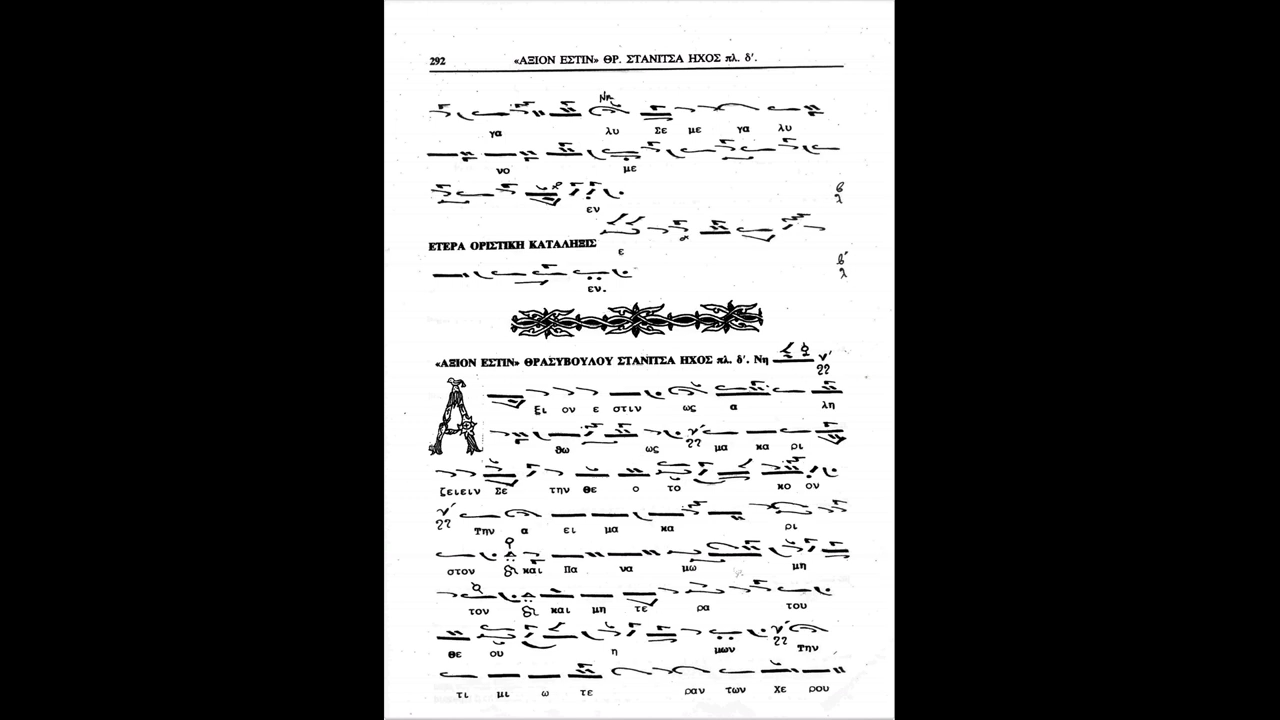 292 «ΑΞΙΟΝ ΕΣΤΙΝ» ΘΡ. ΣΤΑΝΙΤΣΑ ΗΧΟΣ πλ. δ'.
Νη
γα λυ Σε με γα λυ
νο με
εν
ΕΤΕΡΑ ΟΡΙΣΤΙΚΗ ΚΑΤΑΛΗΞΙΣ ε
εν.
«ΑΞΙΟΝ ΕΣΤΙΝ» ΘΡΑΣΥΒΟΥΛΟΥ ΣΤΑΝΙΤΣΑ ΗΧΟΣ πλ. δ'. Νη
Α ξι ον ε στιν ως α λη
θω ως μα κα ρι
ζειειν Σε την θε ο το κο ον
Την α ει μα κα ρι
στον και Πα να μω μη
τον και μη τε ρα του
θε ου η μων Την
τι μι ω τε ραν των χε ρου